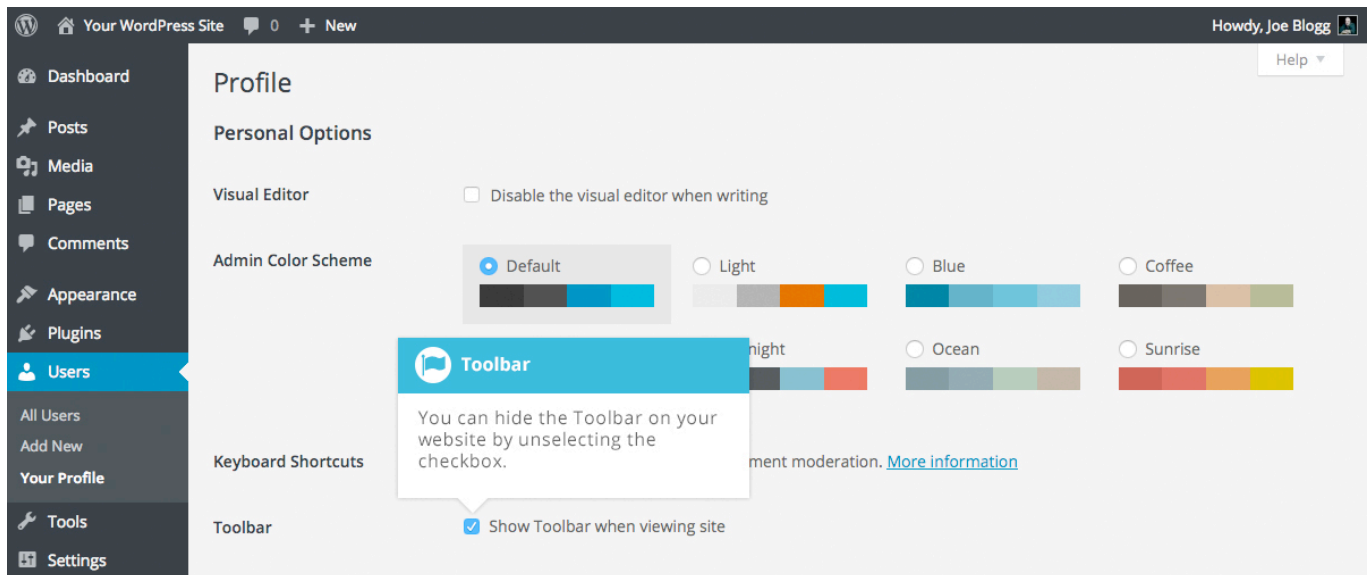 Your WordPress Site 0 + New Howdy, Joe Blogg
Help
Dashboard
Posts
Media
Pages
Comments
Appearance
Plugins
Users
All Users
Add New
Your Profile
Tools
Settings
Profile
Personal Options
Visual Editor Disable the visual editor when writing
Admin Color Scheme Default Light Blue Coffee
night Ocean Sunrise
Toolbar
You can hide the Toolbar on your
website by unselecting the
checkbox.
Keyboard Shortcuts ment moderation. More information
Toolbar Show Toolbar when viewing site